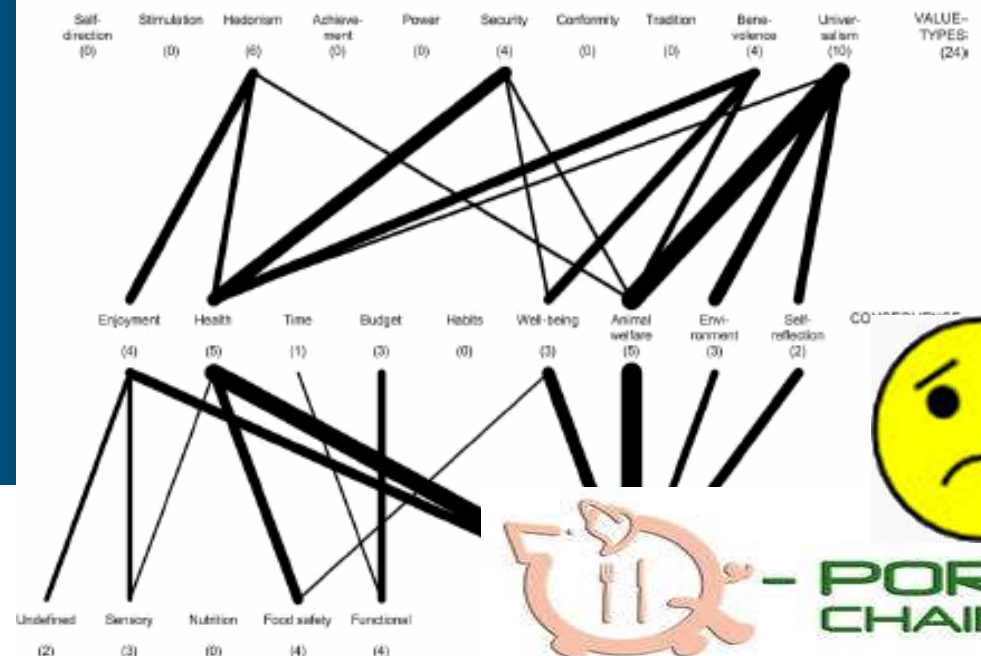 Self- Stimulation Hedonism Achieve- Power Security Conformity Tradition Bene- Univer- VALUE-
direction ment volence salism TYPES:
(0) (0) (6) (0) (0) (4) (0) (0) (4) (10) (24)
Enjoyment Health Time Budget Habits Well-being Animal Envi- Self-
welfare ronment reflection
(4) (5) (1) (3) (0) (3) (5) (3) (2)
- POR
CHAI
Undefined Sensory Nutrition Food safety Functional
(2) (3) (0) (4) (4)